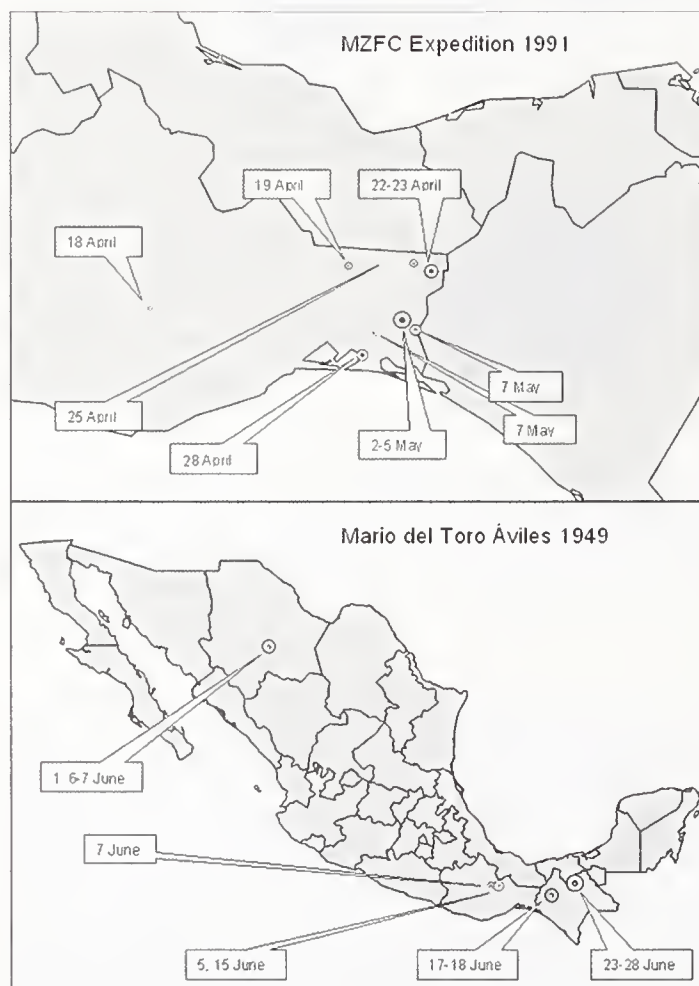 MZFC Expedition 1991
19 April
22-23 April
18 April
7 May
25 April
7 May
28 April
2-5 May
Mario del Toro Áviles 1949
1, 6-7 June
7 June
5, 15 June
17-18 June
23-28 June